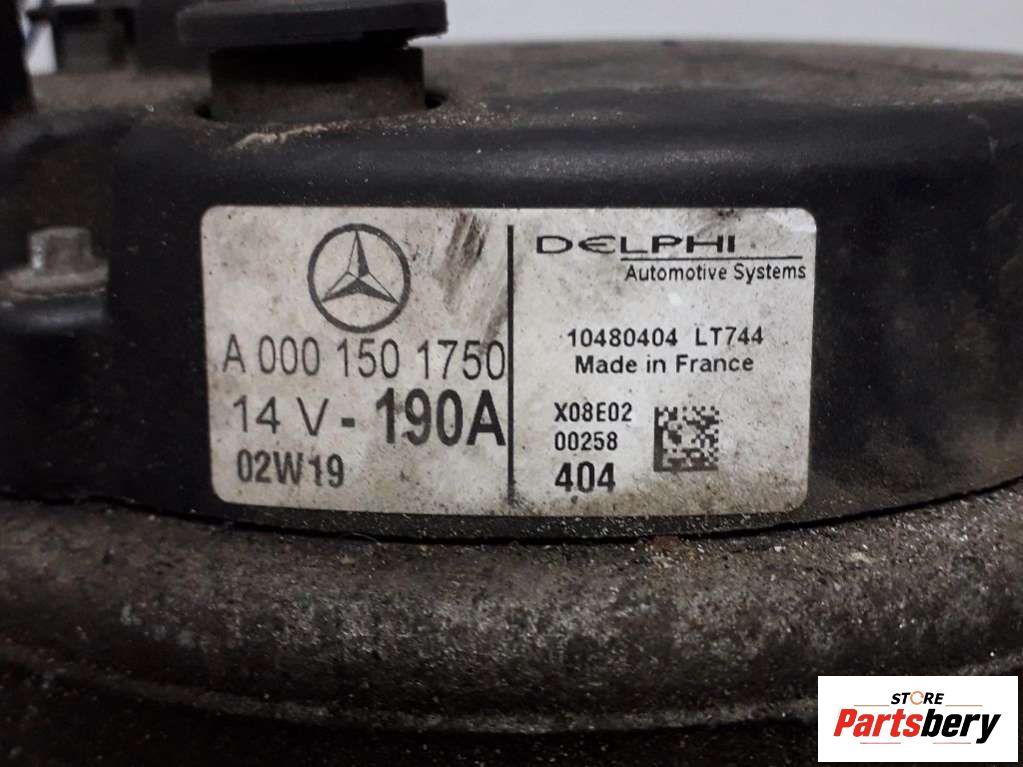 A 000 150 1750
14 V - 190A
02W19
DELPHI
Automotive Systems
10480404 LT744
Made in France
X08E02
00258
404
STORE
Partsbery